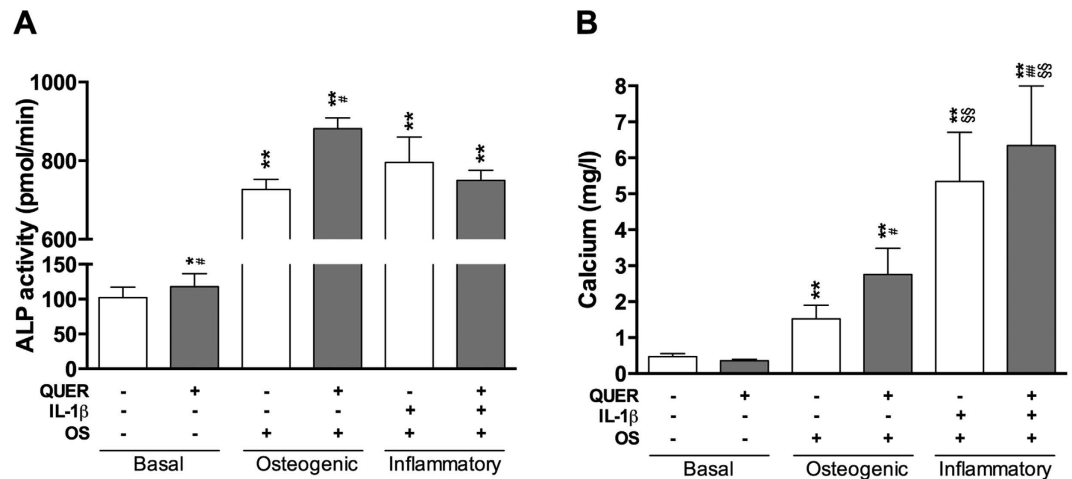 A
ALP activity (pmol/min)
1000
800
600
150
100
50
0
*#
**
**#
**
**
QUER - + - + - +
IL-1β - - - - + +
OS - - + + + +
Basal Osteogenic Inflammatory
B
Calcium (mg/l)
8
7
6
5
4
3
2
1
0
**
**#
**§§
**##§§
QUER - + - + - +
IL-1β - - - - + +
OS - - + + + +
Basal Osteogenic Inflammatory